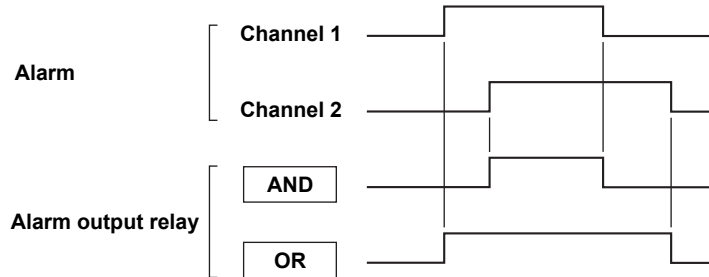 Alarm
Channel 1
Channel 2
Alarm output relay
AND
OR